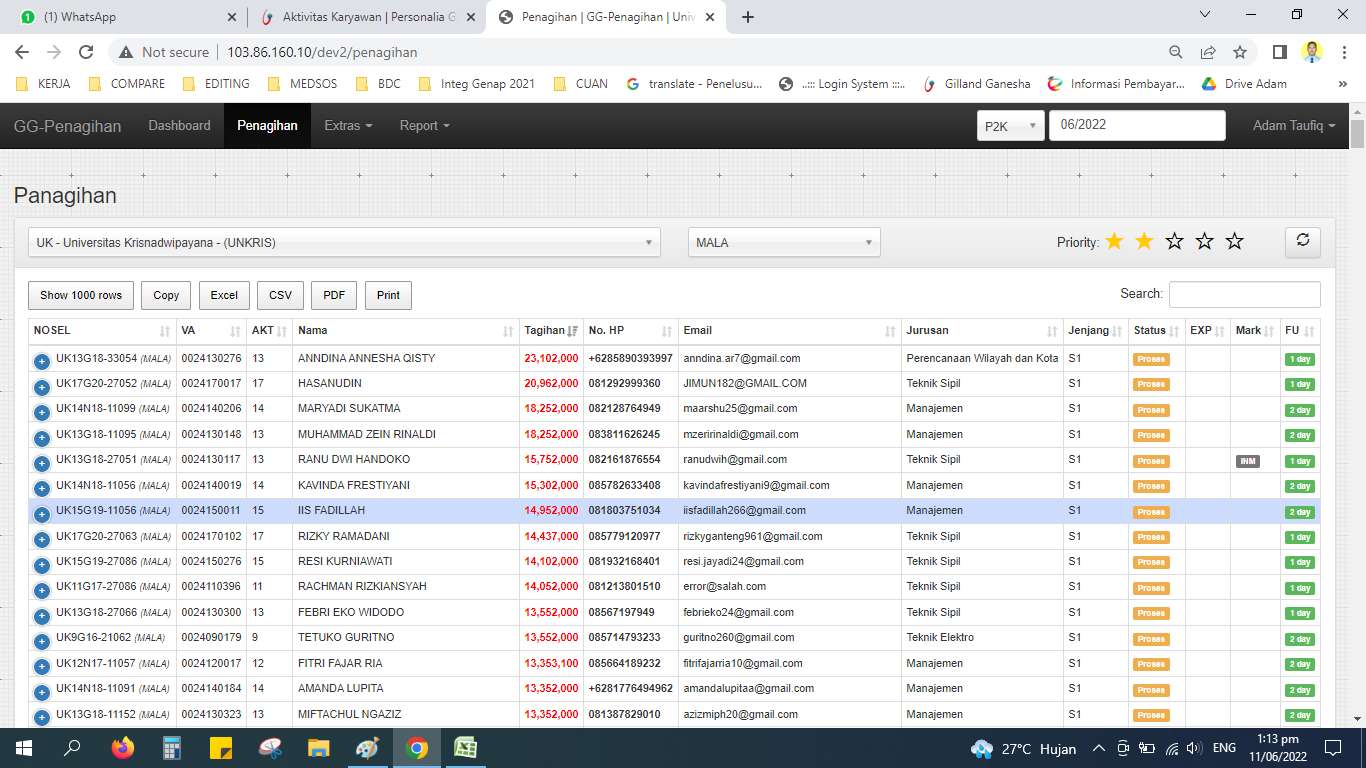 (1) WhatsApp
Aktivitas Karyawan | Personalia G
Penagihan | GG-Penagihan | Univ
Not secure | 103.86.160.10/dev2/penagihan
KERJA COMPARE EDITING MEDSOS BDC Integ Genap 2021 CUAN translate - Penelusu... ..::: Login System :::.. Gilland Ganesha Informasi Pembayar... Drive Adam »
GG-Penagihan Dashboard Penagihan Extras Report P2K 06/2022 Adam Taufiq
Panagihan
UK - Universitas Krisnadwipayana - (UNKRIS) MALA Priority:
Show 1000 rows Copy Excel CSV PDF Print Search:
NOSEL VA AKT Nama Tagihan No. HP Email Jurusan Jenjang Status EXP Mark FU
UK13G18-33054 (MALA) 0024130276 13 ANNDINA ANNESHA QISTY 23,102,000 +6285890393997 anndina.ar7@gmail.com Perencanaan Wilayah dan Kota S1 Proses 1 day
UK17G20-27052 (MALA) 0024170017 17 HASANUDIN 20,962,000 081292999360 JIMUN182@GMAIL.COM Teknik Sipil S1 Proses 1 day
UK14N18-11099 (MALA) 0024140206 14 MARYADI SUKATMA 18,252,000 082128764949 maarshu25@gmail.com Manajemen S1 Proses 2 day
UK13G18-11095 (MALA) 0024130148 13 MUHAMMAD ZEIN RINALDI 18,252,000 083811626245 mzeririnaldi@gmail.com Manajemen S1 Proses 2 day
UK13G18-27051 (MALA) 0024130117 13 RANU DWI HANDOKO 15,752,000 082161876554 ranudwih@gmail.com Teknik Sipil S1 Proses INM 1 day
UK14N18-11056 (MALA) 0024140019 14 KAVINDA FRESTIYANI 15,302,000 085782633408 kavindafrestiyani9@gmail.com Manajemen S1 Proses 2 day
UK15G19-11056 (MALA) 0024150011 15 IIS FADILLAH 14,952,000 081803751034 iisfadillah266@gmail.com Manajemen S1 Proses 2 day
UK17G20-27063 (MALA) 0024170102 17 RIZKY RAMADANI 14,437,000 085779120977 rizkyganteng961@gmail.com Teknik Sipil S1 Proses 1 day
UK15G19-27086 (MALA) 0024150276 15 RESI KURNIAWATI 14,102,000 081932168401 resi.jayadi24@gmail.com Teknik Sipil S1 Proses 1 day
UK11G17-27086 (MALA) 0024110396 11 RACHMAN RIZKIANSYAH 14,052,000 081213801510 error@salah.com Teknik Sipil S1 Proses 1 day
UK13G18-27066 (MALA) 0024130300 13 FEBRI EKO WIDODO 13,552,000 08567197949 febrieko24@gmail.com Teknik Sipil S1 Proses 1 day
UK9G16-21062 (MALA) 0024090179 9 TETUKO GURITNO 13,552,000 085714793233 guritno260@gmail.com Teknik Elektro S1 Proses 1 day
UK12N17-11057 (MALA) 0024120017 12 FITRI FAJAR RIA 13,353,100 085664189232 fitrifajarria10@gmail.com Manajemen S1 Proses 2 day
UK14N18-11091 (MALA) 0024140184 14 AMANDA LUPITA 13,352,000 +6281776494962 amandalupitaa@gmail.com Manajemen S1 Proses 2 day
UK13G18-11152 (MALA) 0024130323 13 MIFTACHUL NGAZIZ 13,352,000 081387829010 azizmiph20@gmail.com Manajemen S1 Proses 2 day
27°C Hujan ENG 1:13 pm
11/06/2022